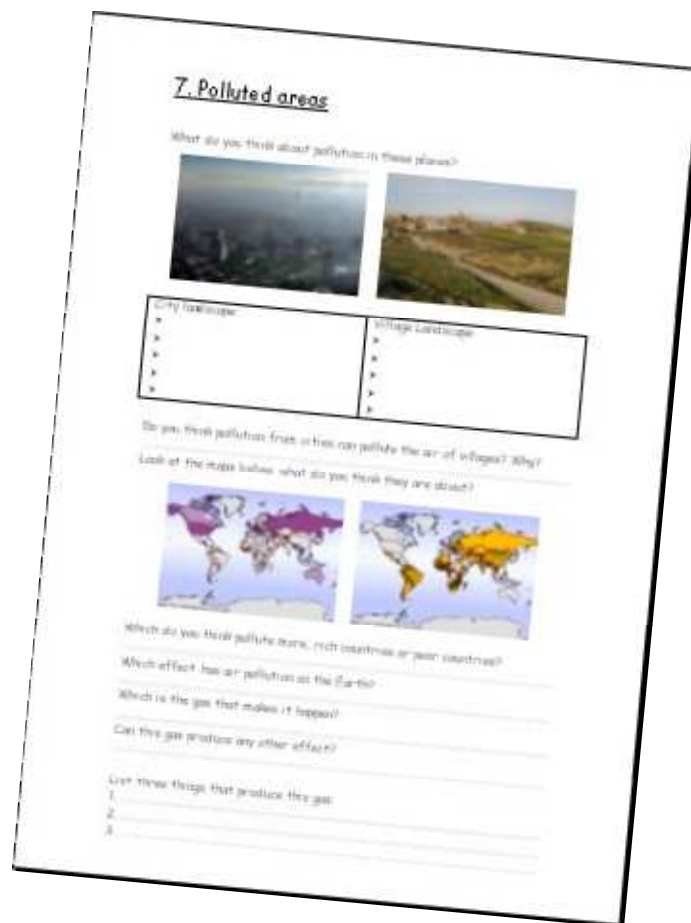 7. Polluted areas
What do you think about pollution in these places?
City landscape
Village Landscape
Do you think pollution from cities can pollute the air of villages? Why?
Look at the maps below: what do you think they are about?
Which do you think pollute more, rich countries or poor countries?
Which effect has air pollution on the Earth?
Which is the gas that makes it happen?
Can this gas produce any other effect?
List three things that produce this gas:
1.
2.
3.